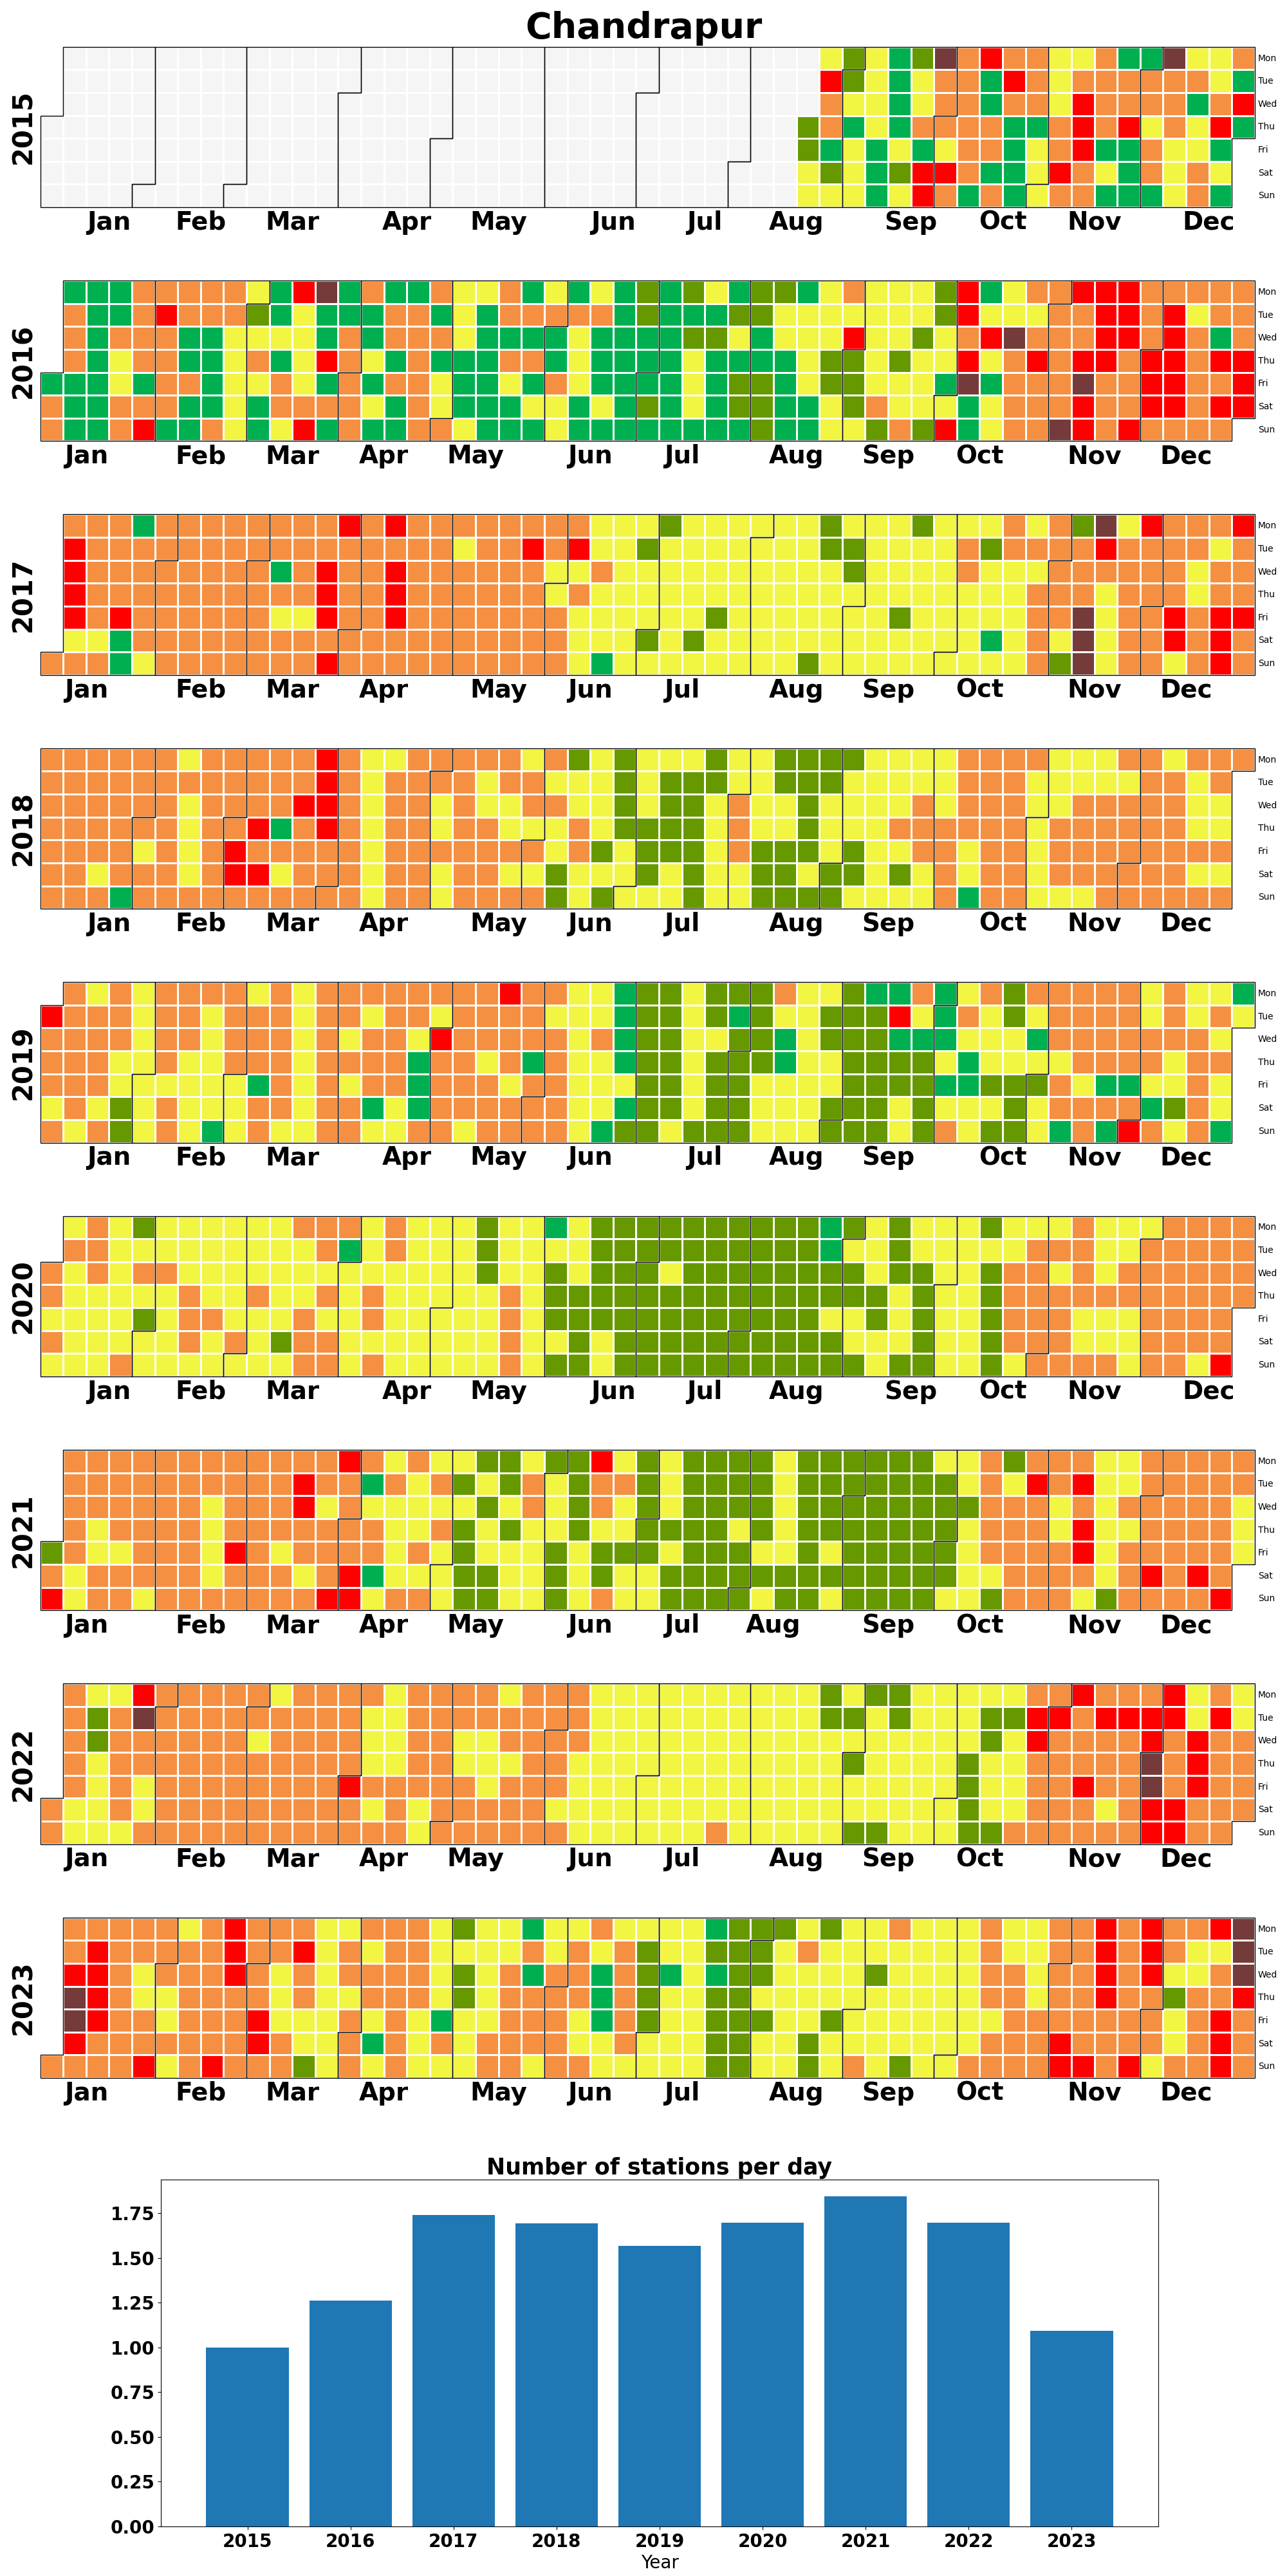 Chandrapur
2015
Mon
Tue
Wed
Thu
Fri
Sat
Sun
Jan Feb Mar Apr May Jun Jul Aug Sep Oct Nov Dec
2016
Mon
Tue
Wed
Thu
Fri
Sat
Sun
Jan Feb Mar Apr May Jun Jul Aug Sep Oct Nov Dec
2017
Mon
Tue
Wed
Thu
Fri
Sat
Sun
Jan Feb Mar Apr May Jun Jul Aug Sep Oct Nov Dec
2018
Mon
Tue
Wed
Thu
Fri
Sat
Sun
Jan Feb Mar Apr May Jun Jul Aug Sep Oct Nov Dec
2019
Mon
Tue
Wed
Thu
Fri
Sat
Sun
Jan Feb Mar Apr May Jun Jul Aug Sep Oct Nov Dec
2020
Mon
Tue
Wed
Thu
Fri
Sat
Sun
Jan Feb Mar Apr May Jun Jul Aug Sep Oct Nov Dec
2021
Mon
Tue
Wed
Thu
Fri
Sat
Sun
Jan Feb Mar Apr May Jun Jul Aug Sep Oct Nov Dec
2022
Mon
Tue
Wed
Thu
Fri
Sat
Sun
Jan Feb Mar Apr May Jun Jul Aug Sep Oct Nov Dec
2023
Mon
Tue
Wed
Thu
Fri
Sat
Sun
Jan Feb Mar Apr May Jun Jul Aug Sep Oct Nov Dec
Number of stations per day
1.75
1.50
1.25
1.00
0.75
0.50
0.25
0.00
2015 2016 2017 2018 2019 2020 2021 2022 2023
Year